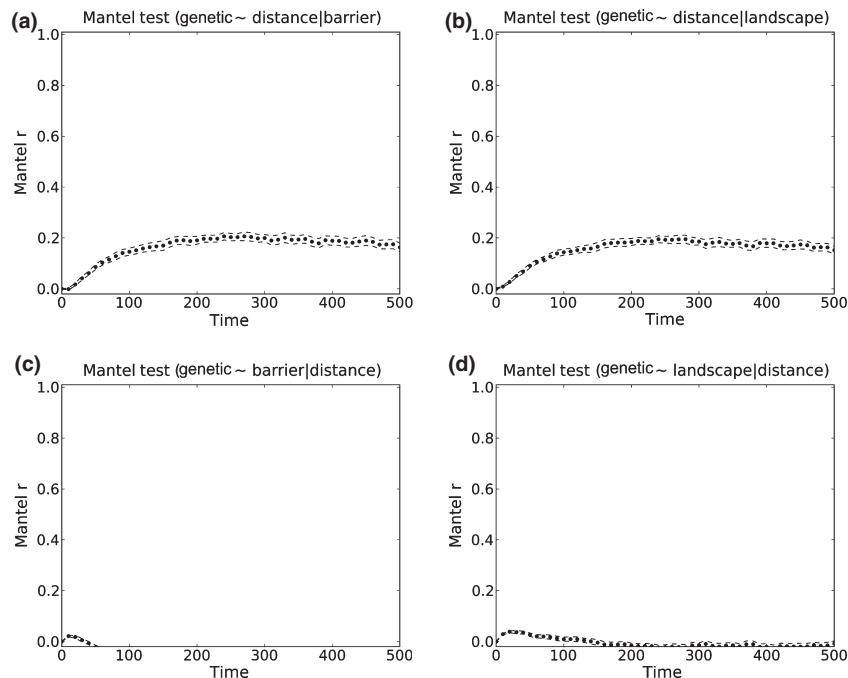 (a) Mantel test (genetic ~ distance|barrier)
1.0
0.8
0.6
0.4
0.2
0.0
Mantel r
0 100 200 300 400 500
Time
(b) Mantel test (genetic ~ distance|landscape)
1.0
0.8
0.6
0.4
0.2
0.0
Mantel r
0 100 200 300 400 500
Time
(c) Mantel test (genetic ~ barrier|distance)
1.0
0.8
0.6
0.4
0.2
0.0
Mantel r
0 100 200 300 400 500
Time
(d) Mantel test (genetic ~ landscape|distance)
1.0
0.8
0.6
0.4
0.2
0.0
Mantel r
0 100 200 300 400 500
Time